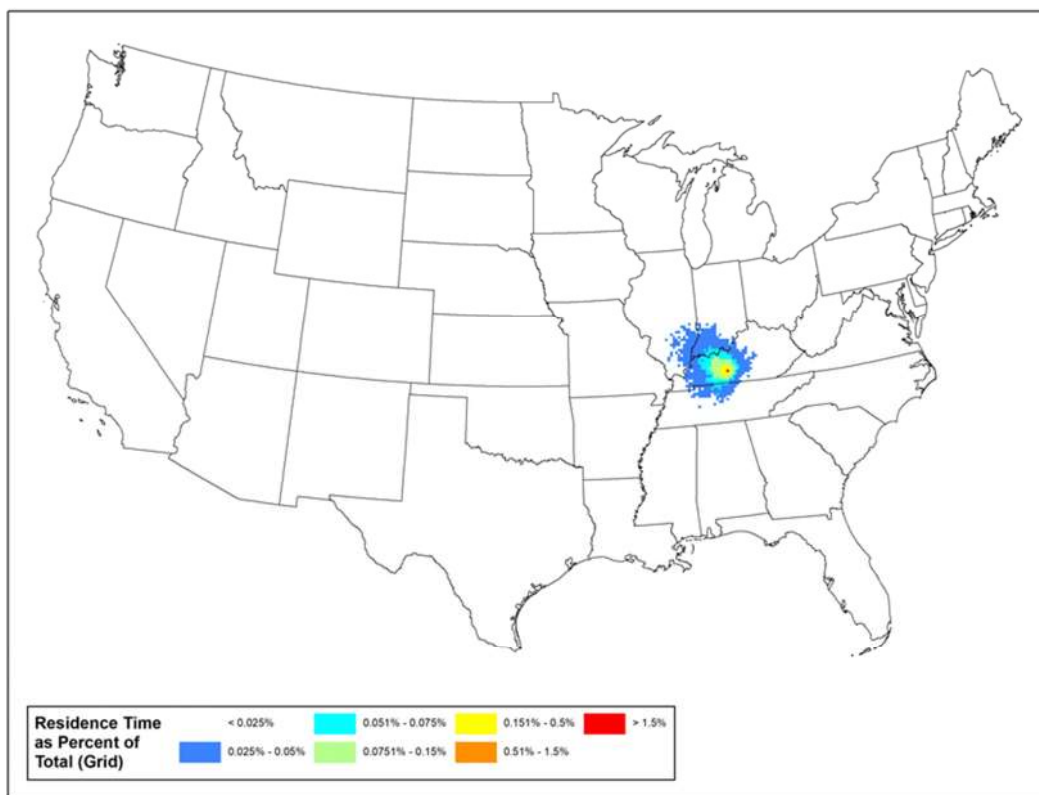 Residence Time
as Percent of
Total (Grid)
< 0.025%
0.051% - 0.075%
0.151% - 0.5%
> 1.5%
0.025% - 0.05%
0.0751% - 0.15%
0.51% - 1.5%